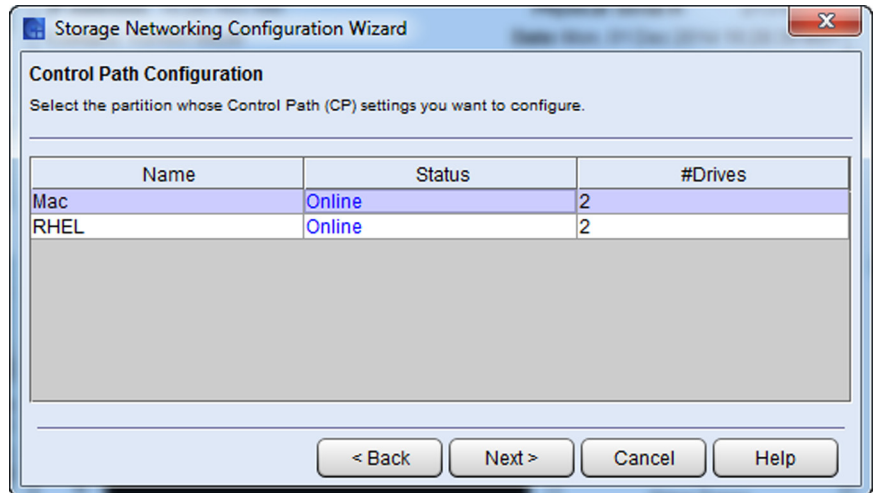 Storage Networking Configuration Wizard
Control Path Configuration
Select the partition whose Control Path (CP) settings you want to configure.
Name Status #Drives
Mac Online 2
RHEL Online 2
< Back Next > Cancel Help